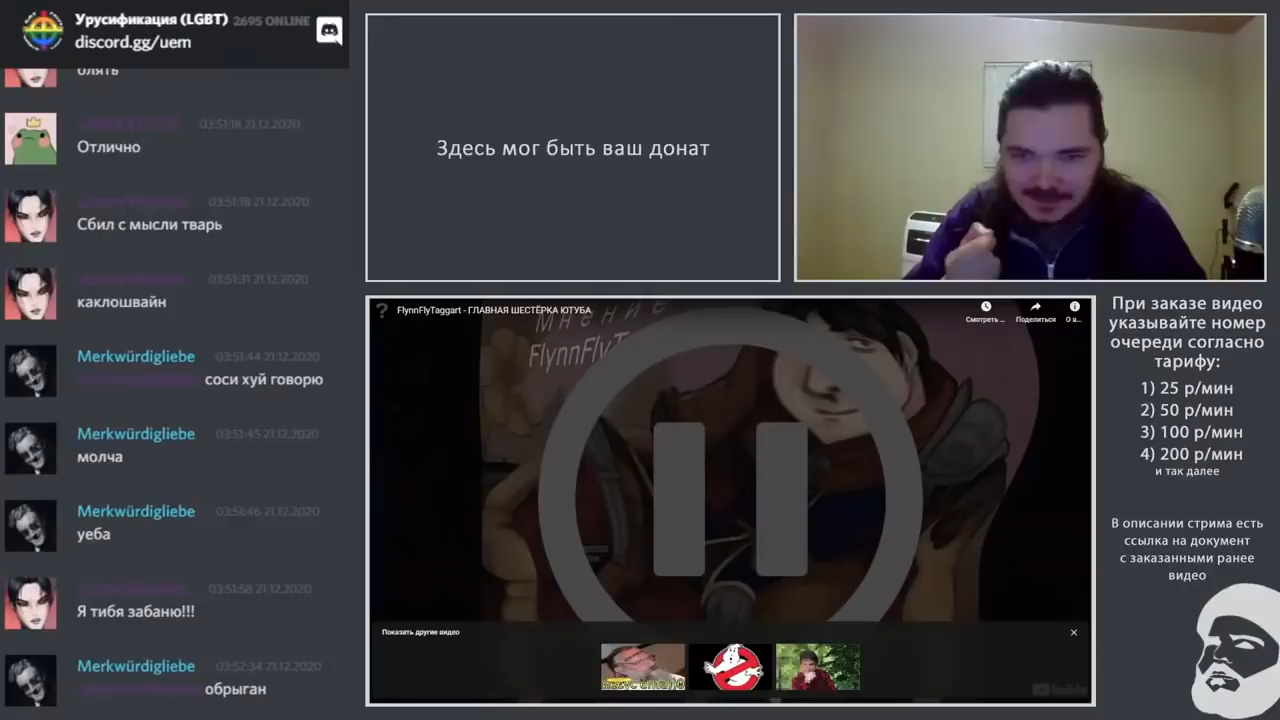 Урусификация (LGBT) 2695 ONLINE
discord.gg/uem
блять
03:51:18 21.12.2020
Отлично
03:51:18 21.12.2020
Сбил с мысли тварь
03:51:31 21.12.2020
каклошвайн
Merkwürdigliebe 03:51:44 21.12.2020
соси хуй говорю
Merkwürdigliebe 03:51:45 21.12.2020
молча
Merkwürdigliebe 03:51:46 21.12.2020
уеба
03:51:58 21.12.2020
Я тибя забаню!!!
Merkwürdigliebe 03:52:34 21.12.2020
обрыган
Здесь мог быть ваш донат
FlynnFlyTaggart - ГЛАВНАЯ ШЕСТЁРКА ЮТУБА
Смотреть ...
Поделиться
О в...
Мнение
Показать другие видео
При заказе видео
указывайте номер
очереди согласно
тарифу:
1) 25 р/мин
2) 50 р/мин
3) 100 р/мин
4) 200 р/мин
и так далее
В описании стрима есть
ссылка на документ
с заказанными ранее
видео